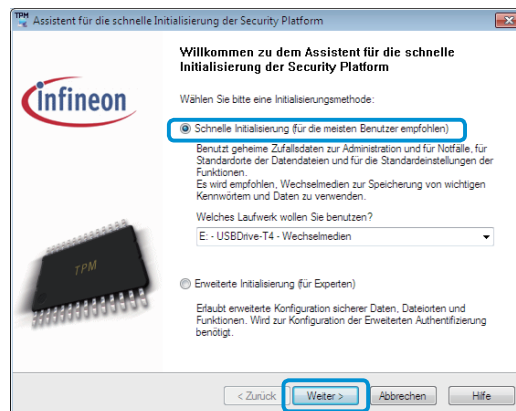 TPM Assistent für die schnelle Initialisierung der Security Platform
Willkommen zu dem Assistent für die schnelle
Initialisierung der Security Platform
infineon
Wählen Sie bitte eine Initialisierungsmethode:
Schnelle Initialisierung (für die meisten Benutzer empfohlen)
Benutzt geheime Zufallsdaten zur Administration und für Notfälle, für
Standardorte der Datendateien und für die Standardeinstellungen der
Funktionen.
Es wird empfohlen, Wechselmedien zur Speicherung von wichtigen
Kennwörtern und Daten zu verwenden.
Welches Laufwerk wollen Sie benutzen?
E: - USBDrive-T4 - Wechselmedien
TPM
Erweiterte Initialisierung (für Experten)
Erlaubt erweiterte Konfiguration sicherer Daten, Dateiorten und
Funktionen. Wird zur Konfiguration der Erweiterten Authentifizierung
benötigt.
< Zurück
Weiter >
Abbrechen
Hilfe